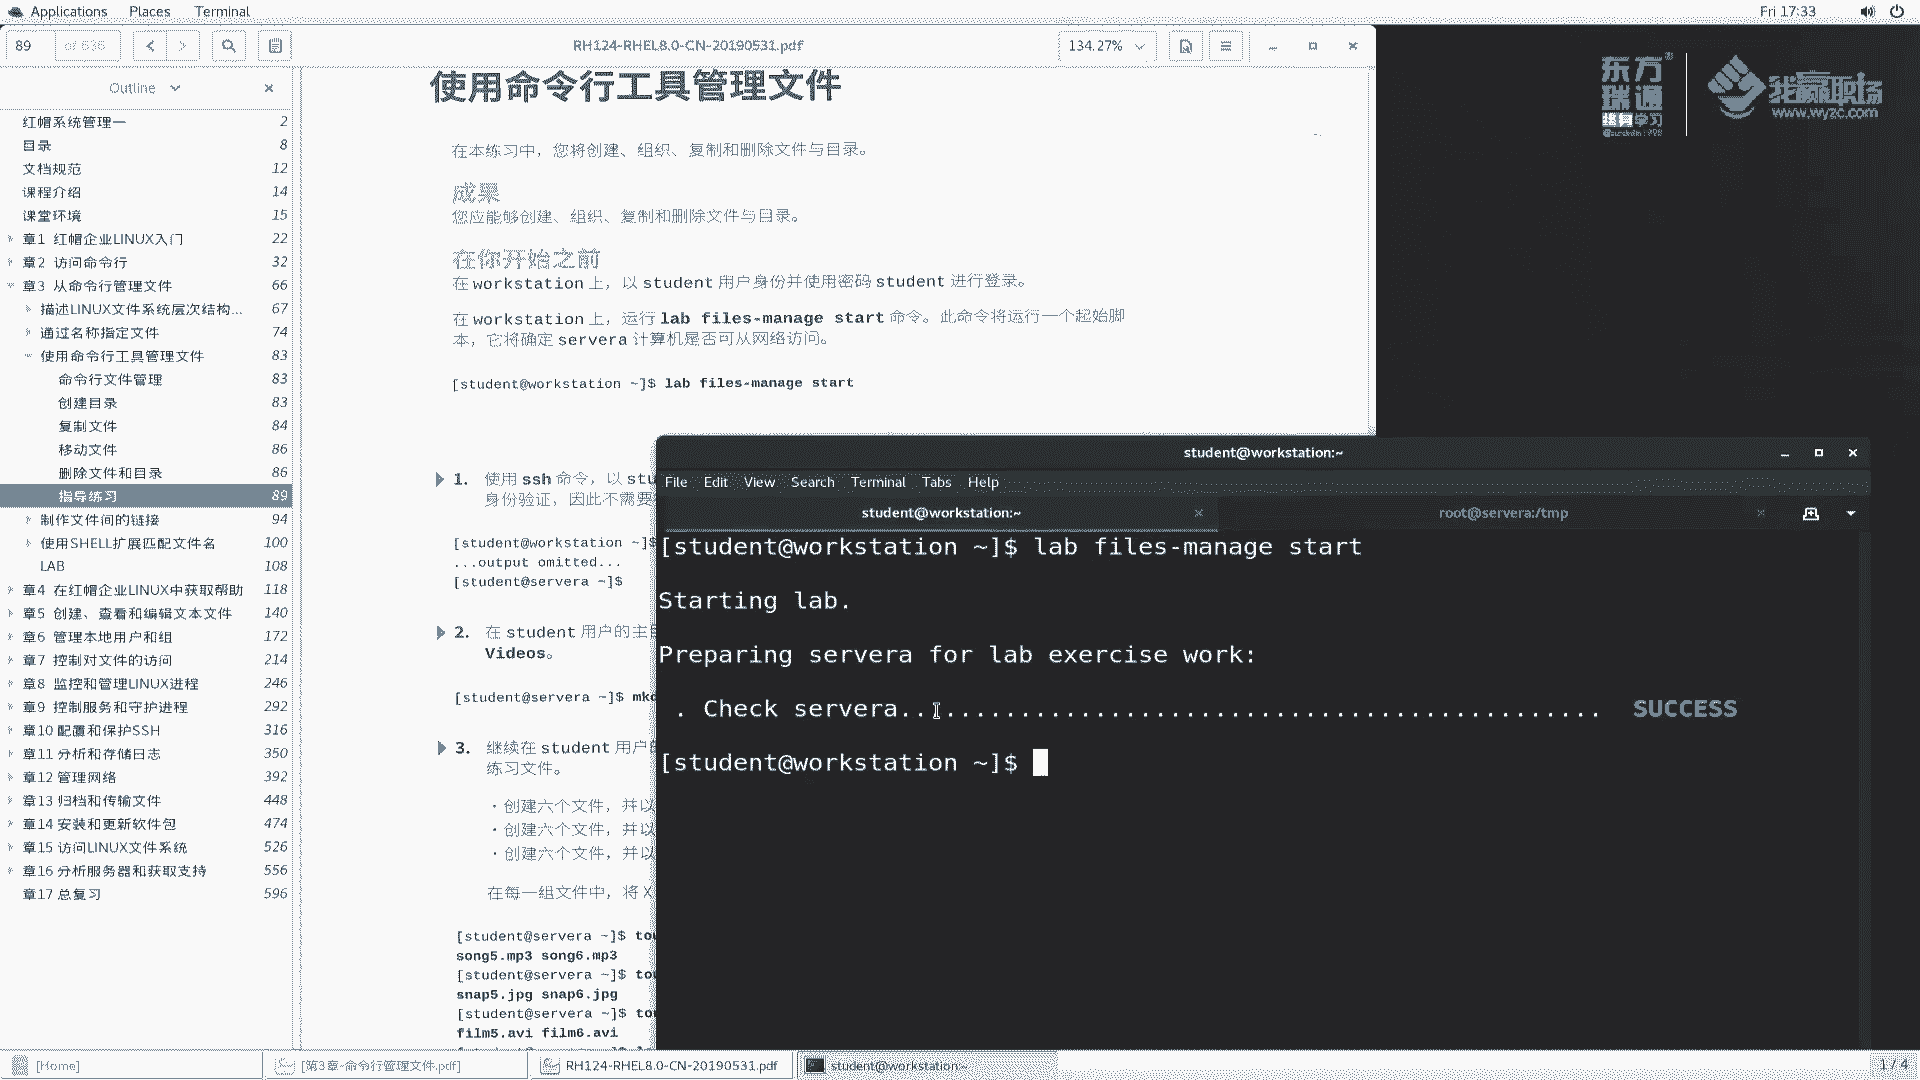 Applications Places Terminal
Fri 17:33
89 of 636
RH124-RHEL8.0-CN-20190531.pdf
134.27%
Outline
红帽系统管理一 2
目录 8
文档规范 12
课程介绍 14
课堂环境 15
章1 红帽企业LINUX入门 22
章2 访问命令行 32
章3 从命令行管理文件 66
描述LINUX文件系统层次结构... 67
通过名称指定文件 74
使用命令行工具管理文件 83
命令行文件管理 83
创建目录 83
复制文件 84
移动文件 86
删除文件和目录 86
指导练习 89
制作文件间的链接 94
使用SHELL扩展匹配文件名 100
LAB 108
章4 在红帽企业LINUX中获取帮助 118
章5 创建、查看和编辑文本文件 140
章6 管理本地用户和组 172
章7 控制对文件的访问 214
章8 监控和管理LINUX进程 246
章9 控制服务和守护进程 292
章10 配置和保护SSH 316
章11 分析和存储日志 350
章12 管理网络 392
章13 归档和传输文件 448
章14 安装和更新软件包 474
章15 访问LINUX文件系统 526
章16 分析服务器和获取支持 556
章17 总复习 596
使用命令行工具管理文件
在本练习中，您将创建、组织、复制和删除文件与目录。
成果
您应能够创建、组织、复制和删除文件与目录。
在你开始之前
在 workstation 上，以 student 用户身份并使用密码 student 进行登录。
在 workstation 上，运行 lab files-manage start 命令。此命令将运行一个起始脚
本，它将确定 servera 计算机是否可从网络访问。
[student@workstation ~]$ lab files-manage start
1. 使用 ssh 命令，以 stu
身份验证，因此不需要
[student@workstation ~]$
...output omitted...
[student@servera ~]$
2. 在 student 用户的主
Videos。
[student@servera ~]$ mkd
3. 继续在 student 用户
练习文件。
· 创建六个文件，并以
· 创建六个文件，并以
· 创建六个文件，并以
在每一组文件中，将 X
[student@servera ~]$ tou
song5.mp3 song6.mp3
[student@servera ~]$ tou
snap5.jpg snap6.jpg
[student@servera ~]$ tou
film5.avi film6.avi
student@workstation:~
File Edit View Search Terminal Tabs Help
student@workstation:~ root@servera:/tmp
[student@workstation ~]$ lab files-manage start
Starting lab.
Preparing servera for lab exercise work:
. Check servera.............................................. SUCCESS
[student@workstation ~]$
东方瑞通
终身学习
我赢职场
www.wyzc.com
[Home] [第3章-命令行管理文件.pdf] RH124-RHEL8.0-CN-20190531.pdf student@workstation:~ 1 / 4